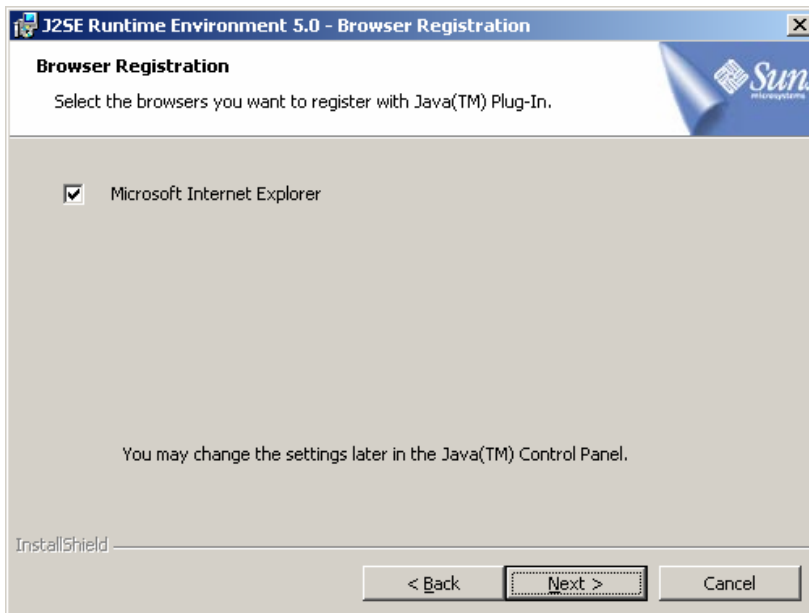 J2SE Runtime Environment 5.0 - Browser Registration
Browser Registration
Select the browsers you want to register with Java(TM) Plug-In.
Sun
microsystems
Microsoft Internet Explorer
You may change the settings later in the Java(TM) Control Panel.
InstallShield
< Back
Next >
Cancel